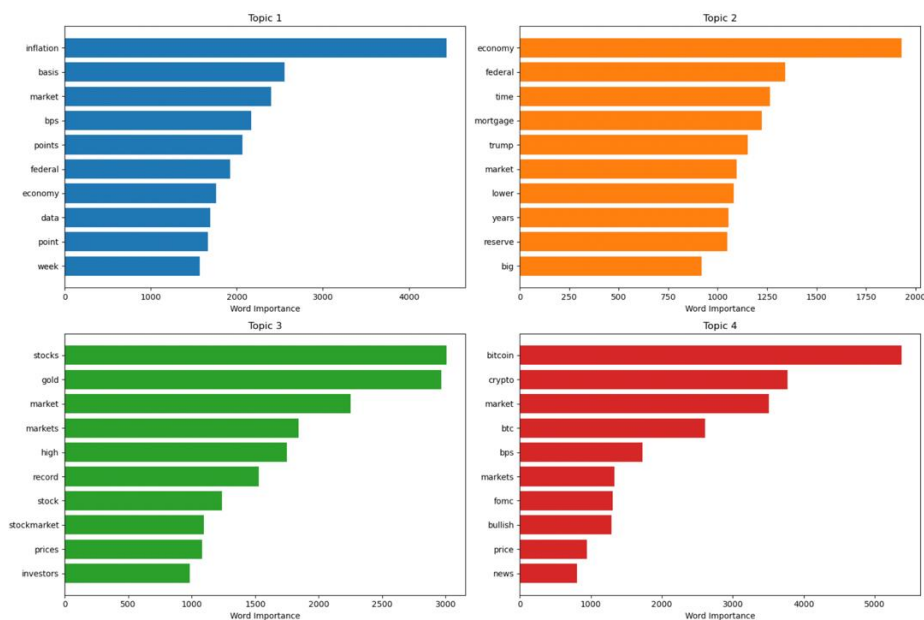 Topic 1
inflation
basis
market
bps
points
federal
economy
data
point
week
0 1000 2000 3000 4000
Word Importance
Topic 2
economy
federal
time
mortgage
trump
market
lower
years
reserve
big
0 250 500 750 1000 1250 1500 1750 2000
Word Importance
Topic 3
stocks
gold
market
markets
high
record
stock
stockmarket
prices
investors
0 500 1000 1500 2000 2500 3000
Word Importance
Topic 4
bitcoin
crypto
market
btc
bps
markets
fomc
bullish
price
news
0 1000 2000 3000 4000 5000
Word Importance